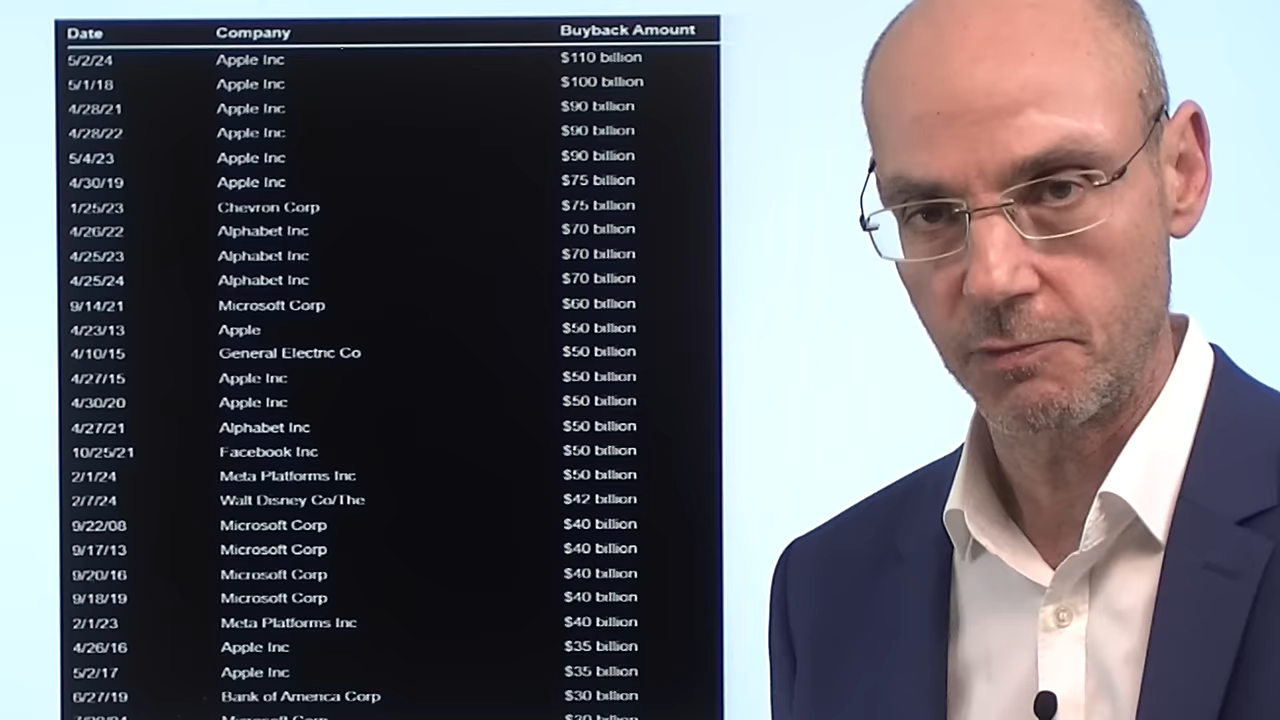 Date Company Buyback Amount
5/2/24 Apple Inc $110 billion
5/1/18 Apple Inc $100 billion
4/28/21 Apple Inc $90 billion
4/28/22 Apple Inc $90 billion
5/4/23 Apple Inc $90 billion
4/30/19 Apple Inc $75 billion
1/25/23 Chevron Corp $75 billion
4/26/22 Alphabet Inc $70 billion
4/25/23 Alphabet Inc $70 billion
4/25/24 Alphabet Inc $70 billion
9/14/21 Microsoft Corp $60 billion
4/23/13 Apple $50 billion
4/10/15 General Electric Co $50 billion
4/27/15 Apple Inc $50 billion
4/30/20 Apple Inc $50 billion
4/27/21 Alphabet Inc $50 billion
10/25/21 Facebook Inc $50 billion
2/1/24 Meta Platforms Inc $50 billion
2/7/24 Walt Disney Co/The $42 billion
9/22/08 Microsoft Corp $40 billion
9/17/13 Microsoft Corp $40 billion
9/20/16 Microsoft Corp $40 billion
9/18/19 Microsoft Corp $40 billion
2/1/23 Meta Platforms Inc $40 billion
4/26/16 Apple Inc $35 billion
5/2/17 Apple Inc $35 billion
6/27/19 Bank of America Corp $30 billion
Microsoft Corp billion